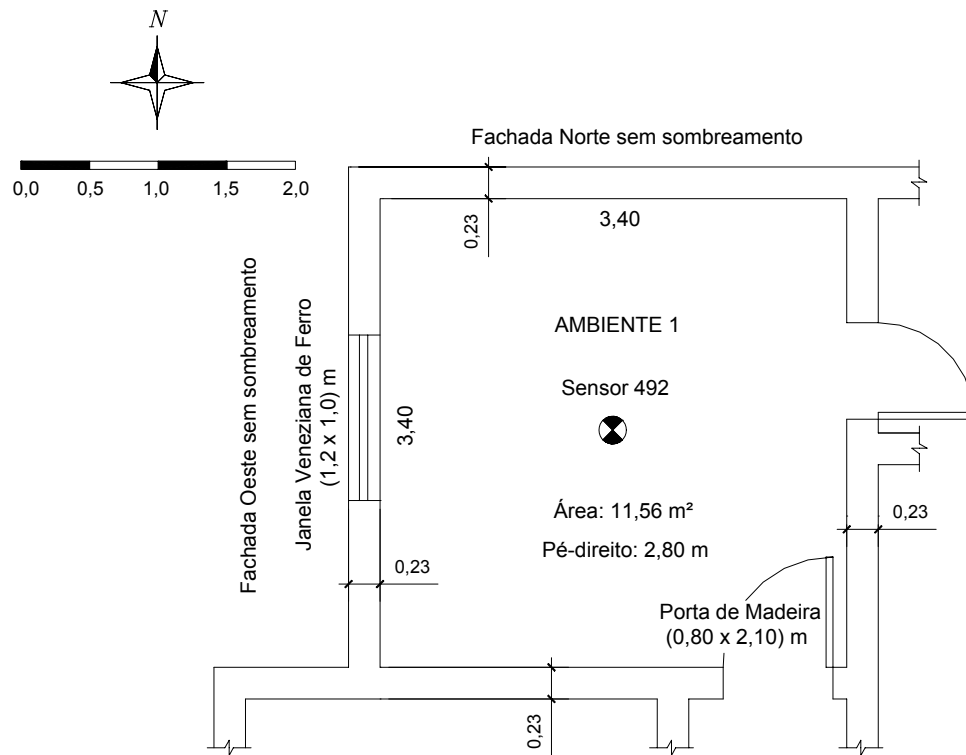 N
0,0 0,5 1,0 1,5 2,0
Fachada Norte sem sombreamento
0,23
3,40
Fachada Oeste sem sombreamento
Janela Veneziana de Ferro
(1,2 x 1,0) m
3,40
AMBIENTE 1
Sensor 492
Área: 11,56 m²
Pé-direito: 2,80 m
0,23
0,23
Porta de Madeira
(0,80 x 2,10) m
0,23